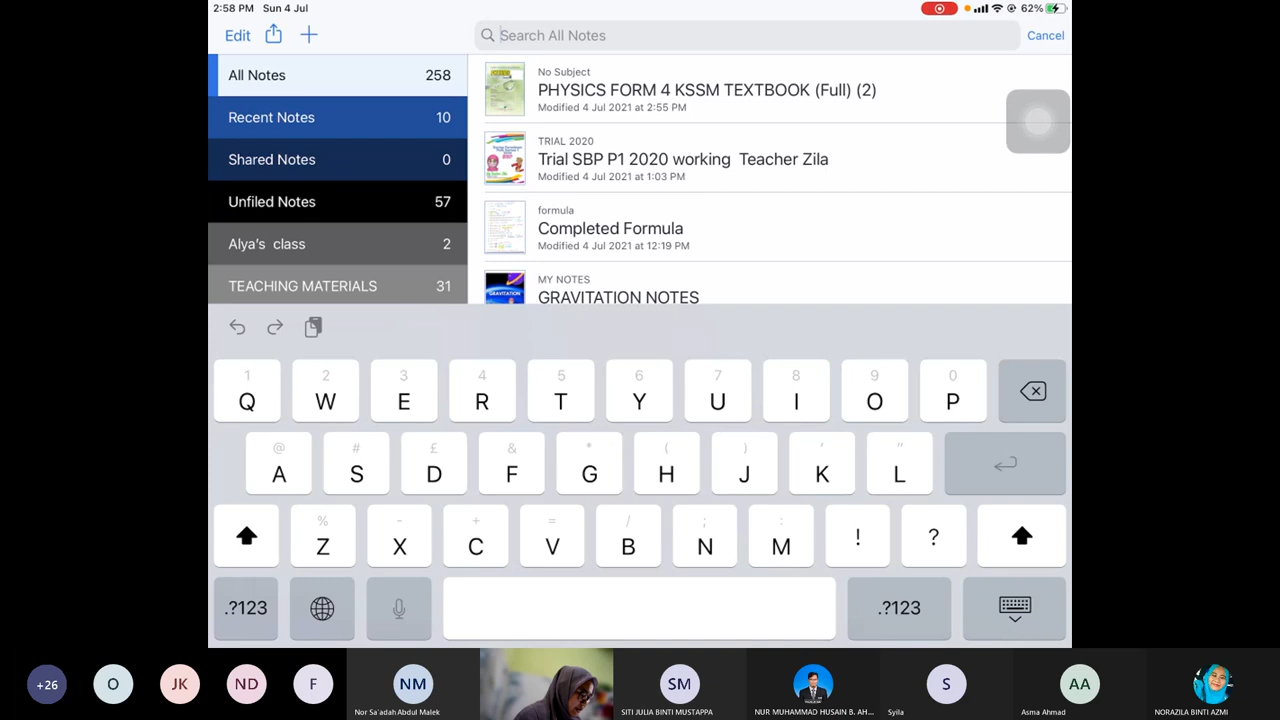 2:58 PM Sun 4 Jul
62%
Edit
Search All Notes
Cancel
All Notes 258
Recent Notes 10
Shared Notes 0
Unfiled Notes 57
Alya's class 2
TEACHING MATERIALS 31
No Subject
PHYSICS FORM 4 KSSM TEXTBOOK (Full) (2)
Modified 4 Jul 2021 at 2:55 PM
TRIAL 2020
Trial SBP P1 2020 working Teacher Zila
Modified 4 Jul 2021 at 1:03 PM
formula
Completed Formula
Modified 4 Jul 2021 at 12:19 PM
MY NOTES
GRAVITATION NOTES
GRAVITATION
1 2 3 4 5 6 7 8 9 0
Q W E R T Y U I O P
@ # £ & * ( ) ' "
A S D F G H J K L
% - + = / ; :
Z X C V B N M ! ?
.?123 .?123
+26 O JK ND F NM SM S AA
Nor Sa'adah Abdul Malek SITI JULIA BINTI MUSTAPPA NUR MUHAMMAD HUSAIN B. AH... Syila Asma Ahmad NORAZILA BINTI AZMI